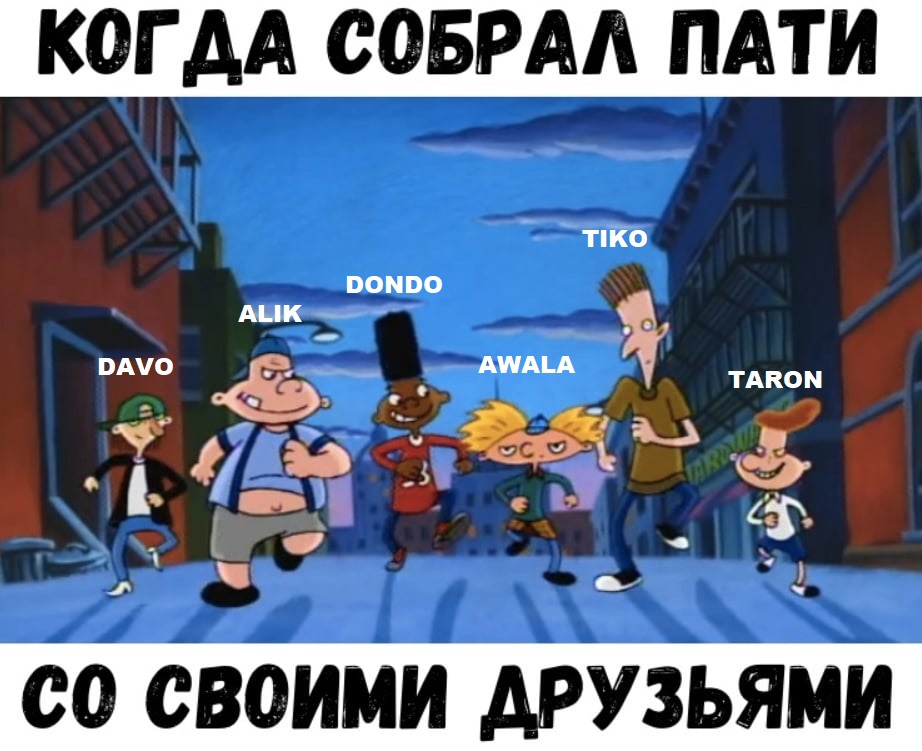 КОГДА СОБРАЛ ПАТИ
TIKO
DONDO
ALIK
DAVO
AWALA
TARON
СО СВОИМИ ДРУЗЬЯМИ